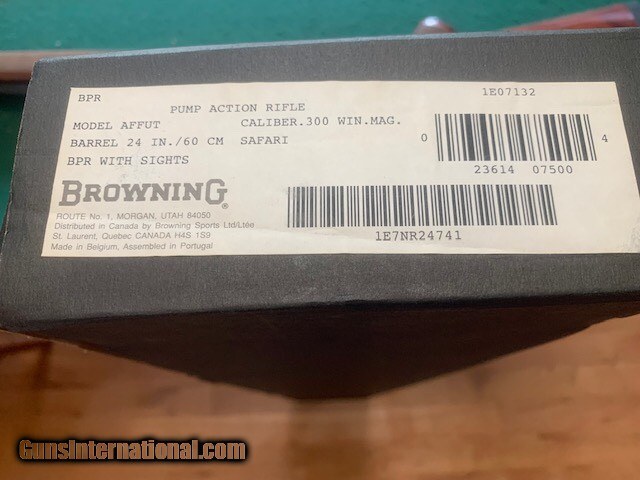 BPR 1E07132
PUMP ACTION RIFLE
MODEL AFFUT CALIBER.300 WIN.MAG.
BARREL 24 IN./60 CM SAFARI
BPR WITH SIGHTS
0 23614 07500 4
BROWNING®
ROUTE No. 1, MORGAN, UTAH 84050
Distributed in Canada by Browning Sports Ltd/Ltée
St. Laurent, Quebec CANADA H4S 1S9
Made in Belgium, Assembled in Portugal
1E7NR24741
GunsInternational.com